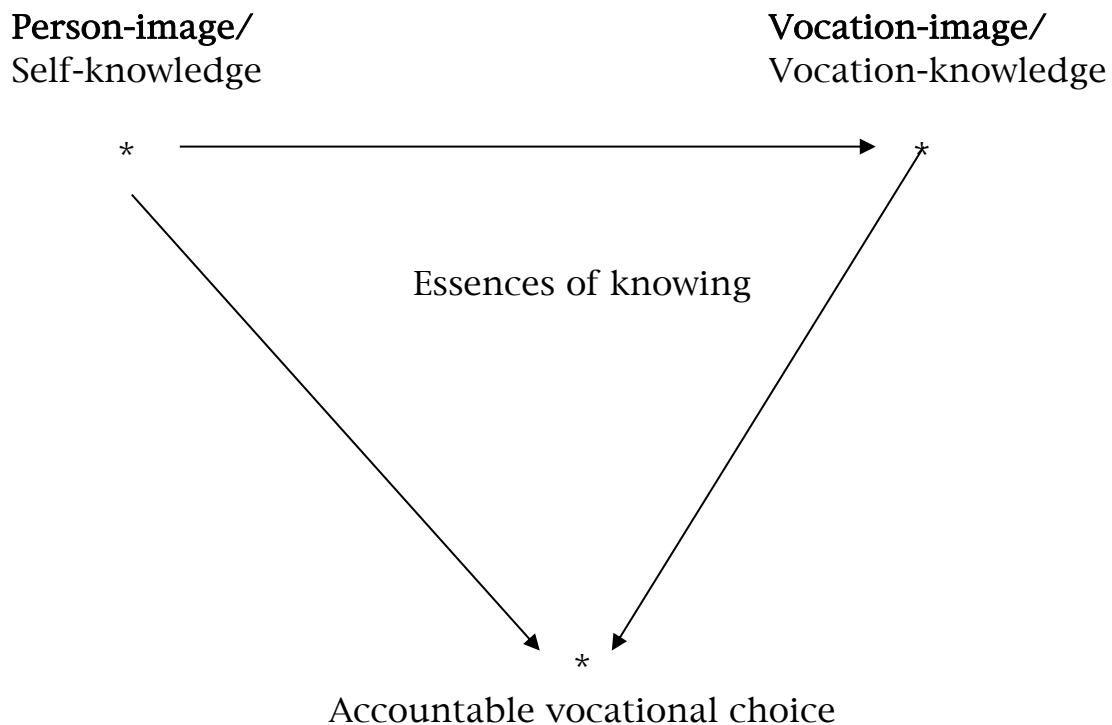 Person-image/
Self-knowledge
Vocation-image/
Vocation-knowledge
*
*
Essences of knowing
*
Accountable vocational choice